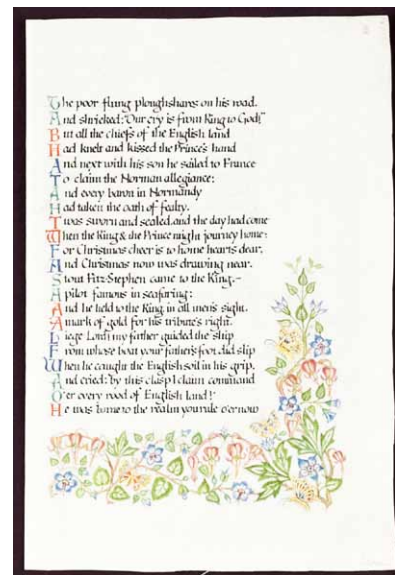 The poor flung ploughshares on his road.
And shrieked: "Our cry is from King to God!"
But all the chiefs of the English land
Had knelt and kissed the Prince's hand
And next with his son he sailed to France
To claim the Norman allegiance:
And every baron in Normandy
Had taken the oath of fealty.
Twas sworn and sealed, and the day had come
When the King & the Prince might journey home:
For Christmas cheer is to home hearts dear,
And Christmas now was drawing near.
Stout Fitz-Stephen came to the King,-
A pilot famous in seafaring:
And he held to the King, in all men's sight,
A mark of gold for his tribute's right.
Liege Lord! my father guided the ship
From whose boat your father's foot did slip
When he caught the English soil in his grip,
And cried: 'by this clasp I claim command
O'er every rood of English land!'
He was borne to the realm you rule o'er now